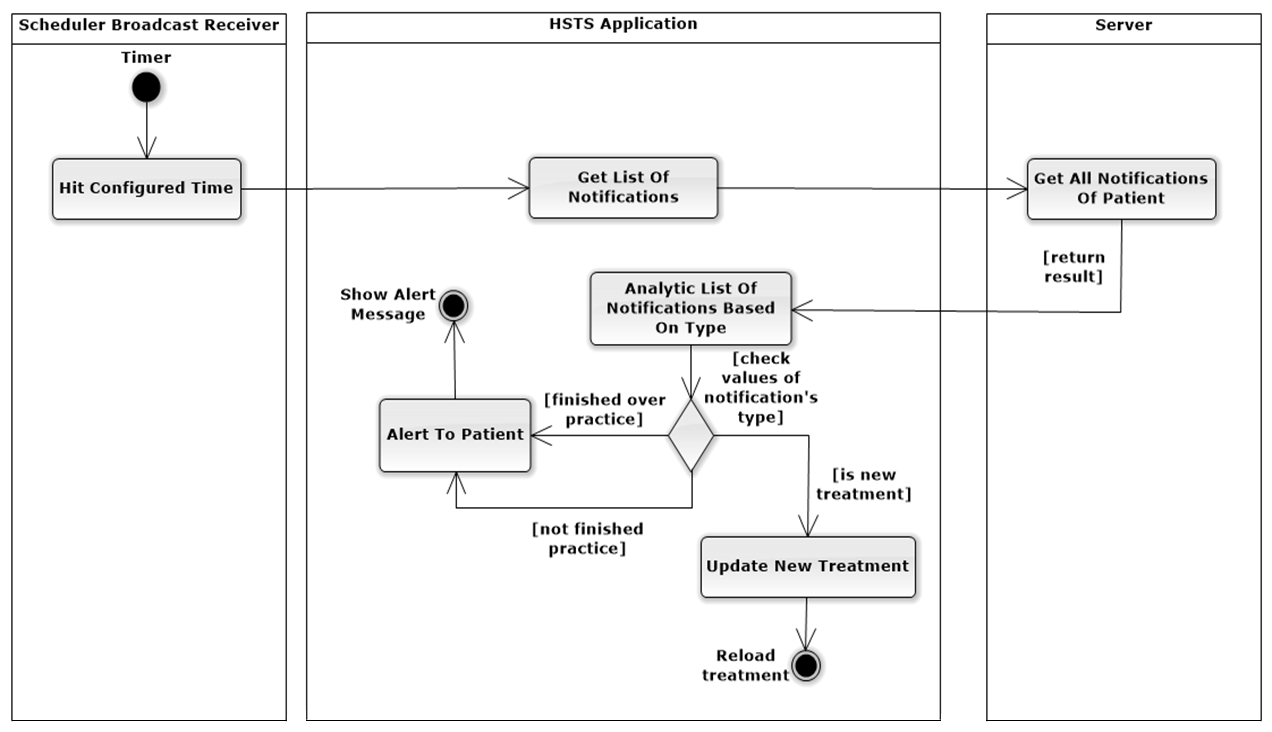 Scheduler Broadcast Receiver
HSTS Application
Server
Timer
Hit Configured Time
Get List Of
Notifications
Get All Notifications
Of Patient
[return
result]
Analytic List Of
Notifications Based
On Type
Show Alert
Message
[check
values of
notification's
type]
[finished over
practice]
Alert To Patient
[is new
treatment]
[not finished
practice]
Update New Treatment
Reload
treatment